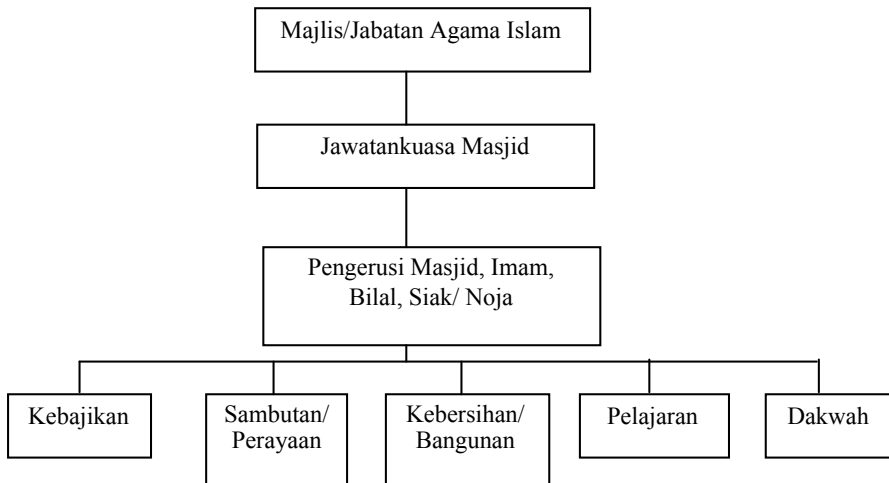 Majlis/Jabatan Agama Islam
Jawatankuasa Masjid
Pengerusi Masjid, Imam,
Bilal, Siak/ Noja
Kebajikan
Sambutan/
Perayaan
Kebersihan/
Bangunan
Pelajaran
Dakwah